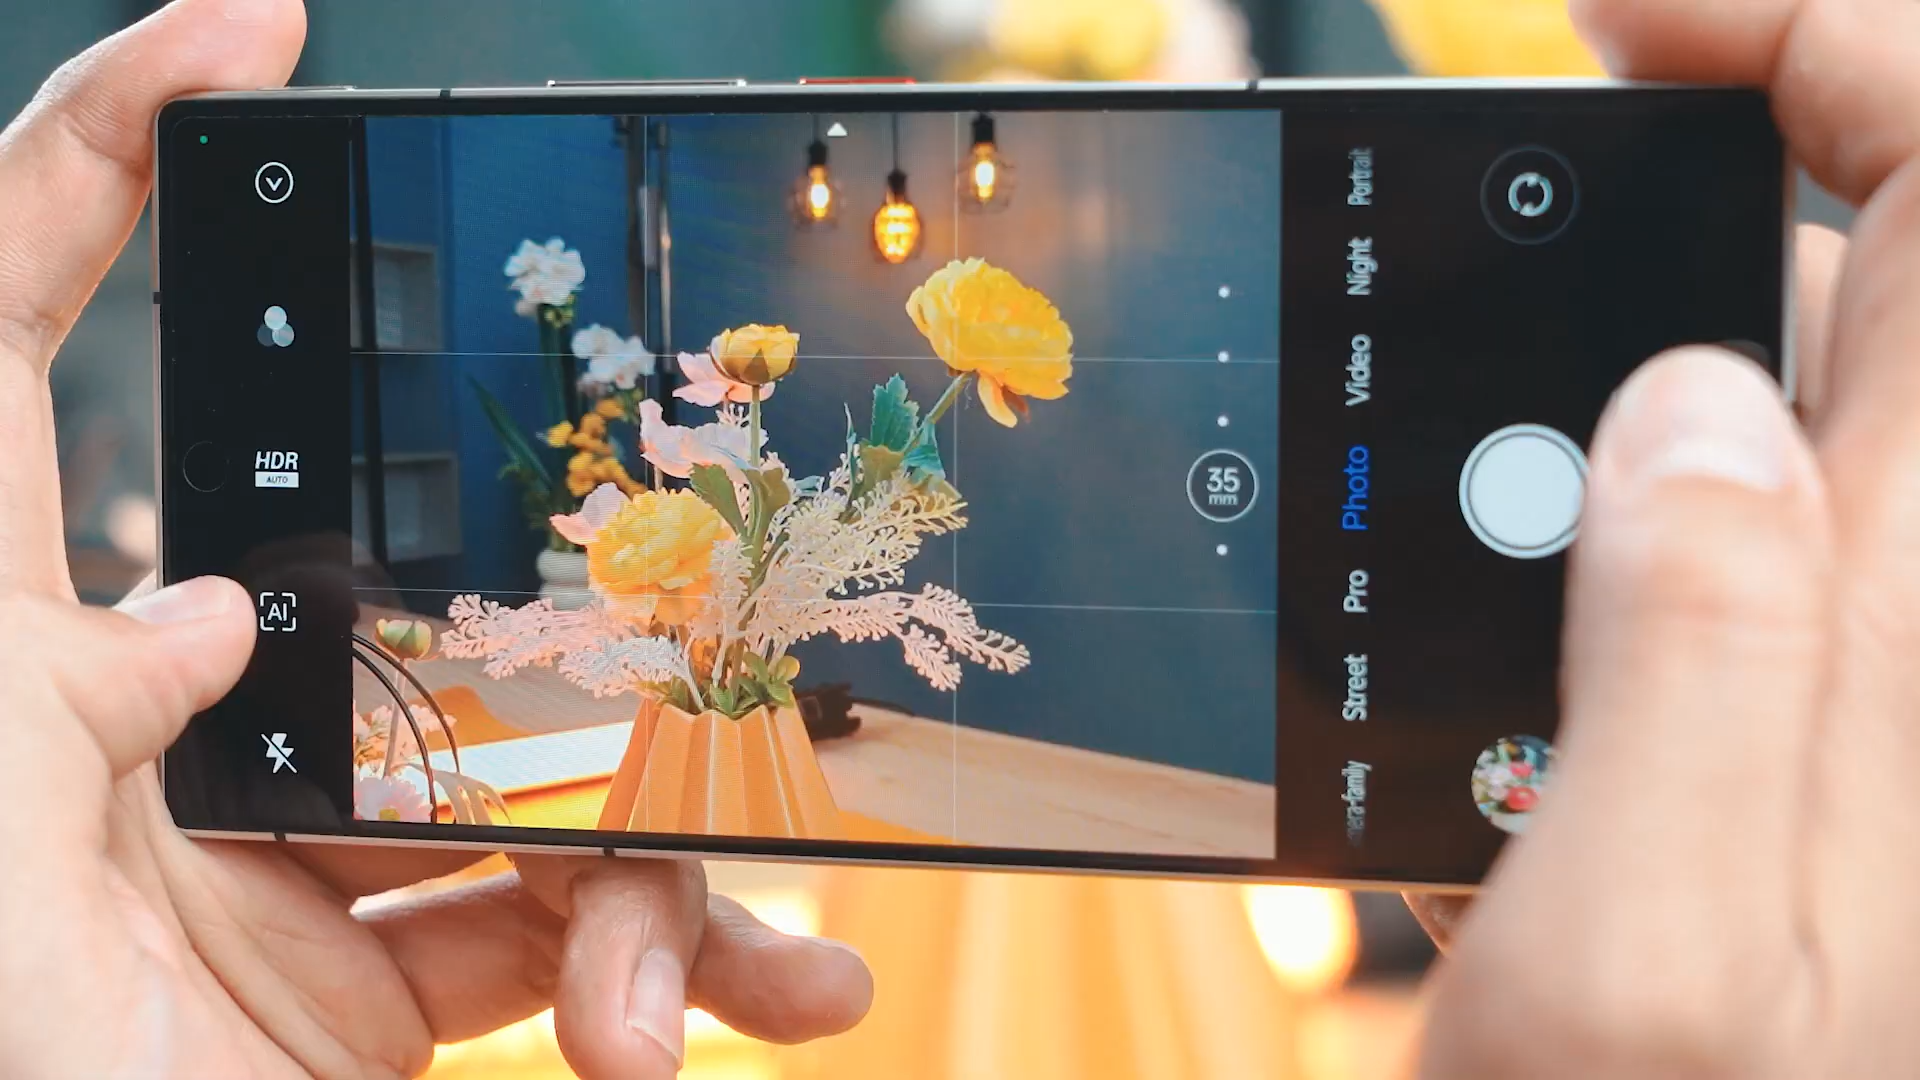 HDR
AUTO
AI
35
mm
Portrait
Night
Video
Photo
Pro
Street